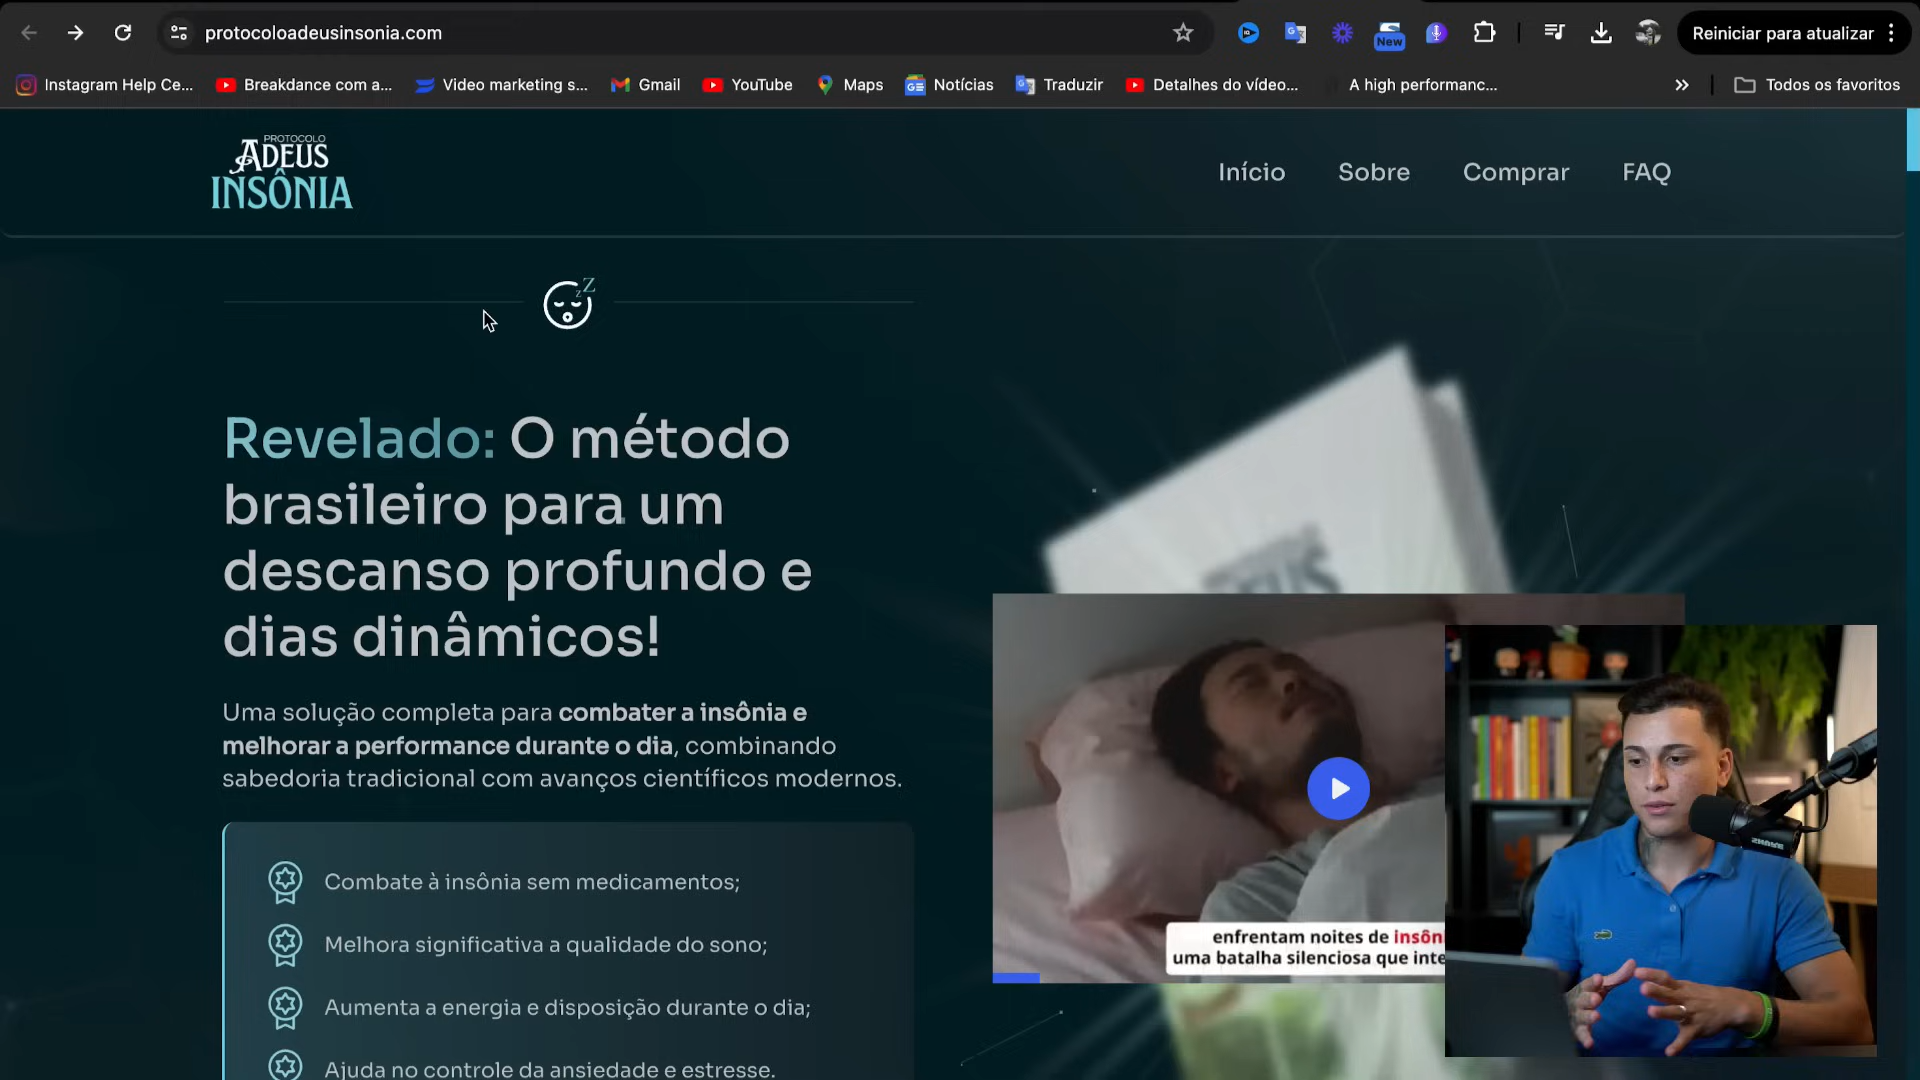 protocoloadeusinsonia.com
New
Reiniciar para atualizar
Instagram Help Ce...
Breakdance com a...
Video marketing s...
Gmail
YouTube
Maps
Notícias
Traduzir
Detalhes do vídeo...
A high performanc...
Todos os favoritos
PROTOCOLO
ADEUS
INSÔNIA
Início
Sobre
Comprar
FAQ
Revelado: O método
brasileiro para um
descanso profundo e
dias dinâmicos!
Uma solução completa para combater a insônia e
melhorar a performance durante o dia, combinando
sabedoria tradicional com avanços científicos modernos.
Combate à insônia sem medicamentos;
Melhora significativa a qualidade do sono;
Aumenta a energia e disposição durante o dia;
Ajuda no controle da ansiedade e estresse.
enfrentam noites de
uma batalha silenciosa que
SHURE